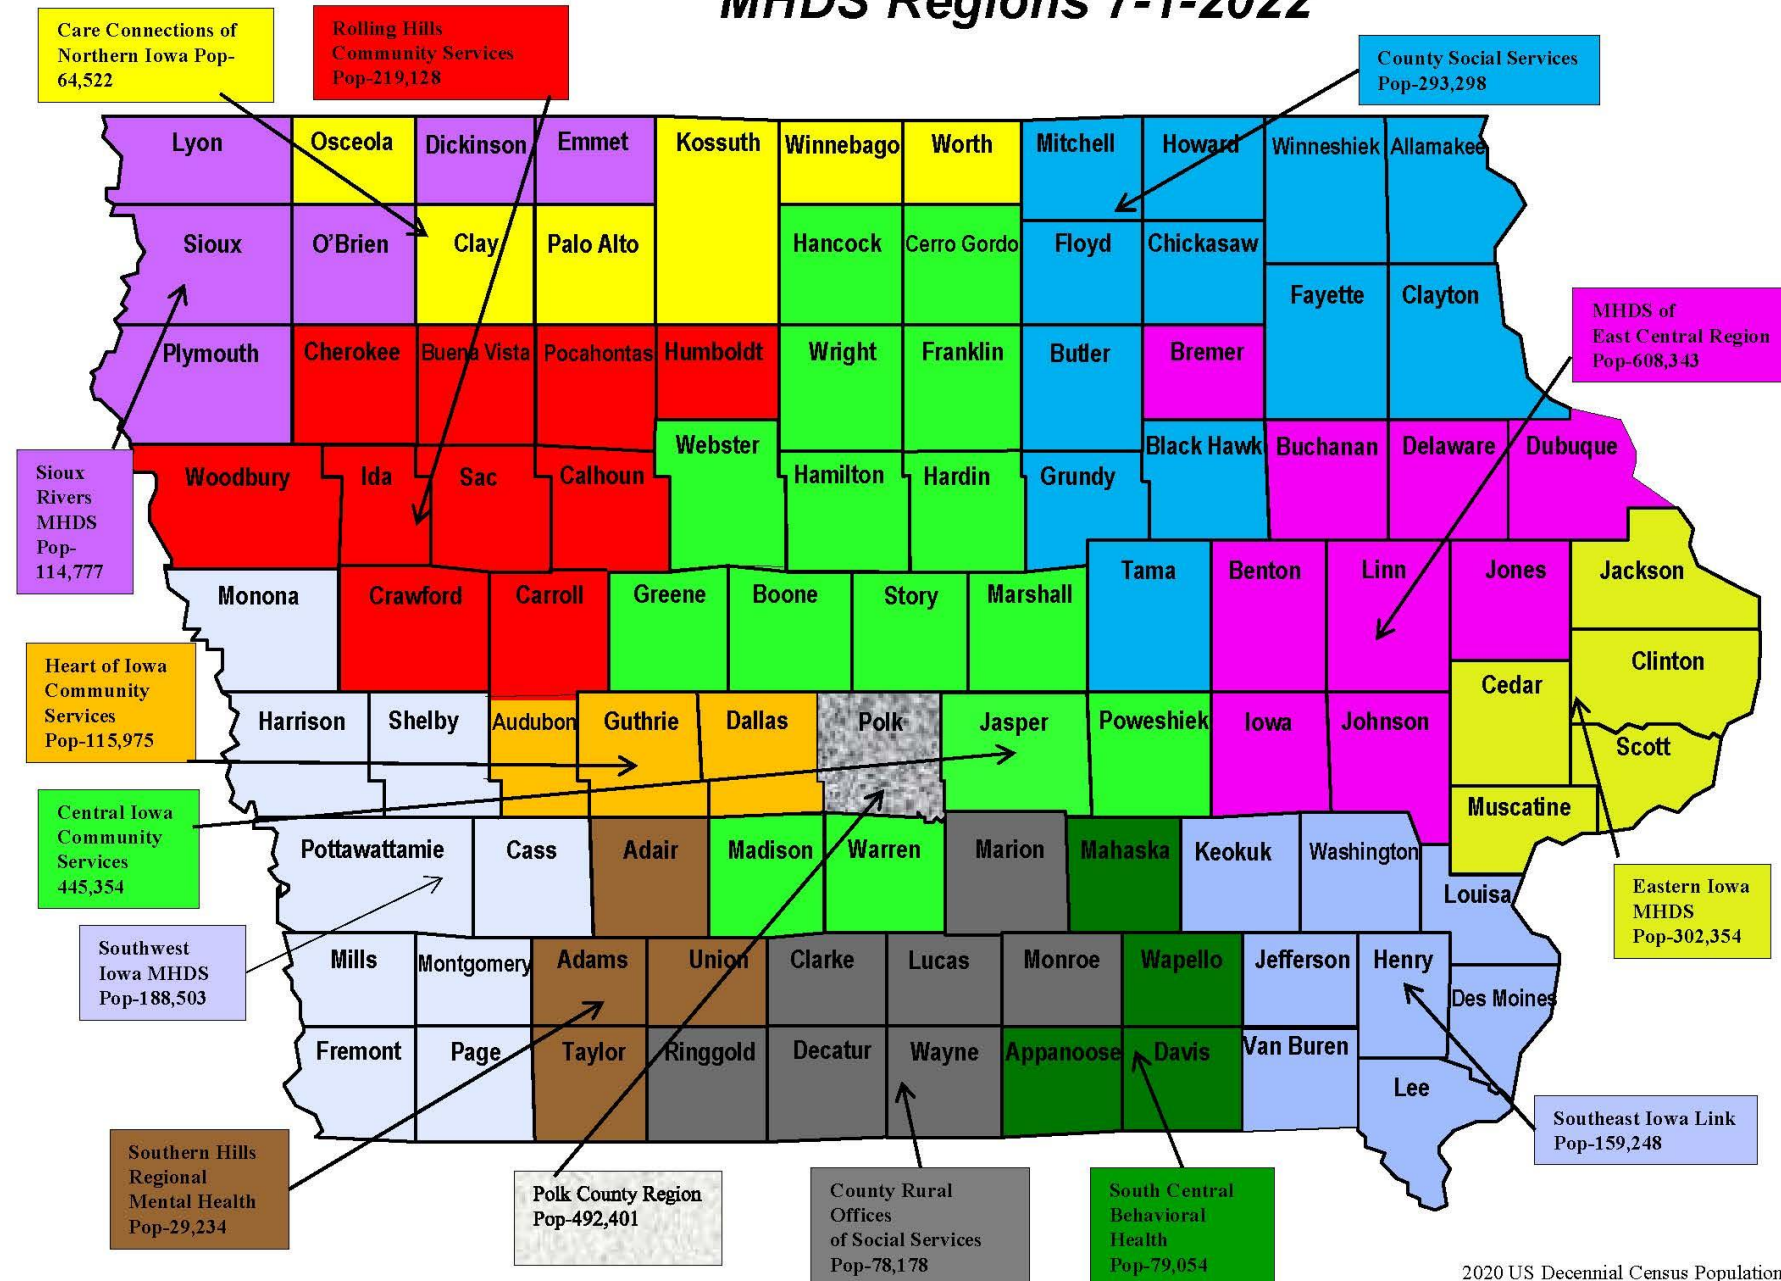 MHDS Regions 7-1-2022
Care Connections of
Northern Iowa Pop-
64,522
Rolling Hills
Community Services
Pop-219,128
County Social Services
Pop-293,298
Lyon
Osceola
Dickinson
Emmet
Kossuth
Winnebago
Worth
Mitchell
Howard
Winneshiek
Allamakee
Sioux
O'Brien
Clay
Palo Alto
Hancock
Cerro Gordo
Floyd
Chickasaw
Fayette
Clayton
MHDS of
East Central Region
Pop-608,343
Plymouth
Cherokee
Buena Vista
Pocahontas
Humboldt
Wright
Franklin
Butler
Bremer
Sioux
Rivers
MHDS
Pop-
114,777
Woodbury
Ida
Sac
Calhoun
Webster
Hamilton
Hardin
Grundy
Black Hawk
Buchanan
Delaware
Dubuque
Monona
Crawford
Carroll
Greene
Boone
Story
Marshall
Tama
Benton
Linn
Jones
Jackson
Heart of Iowa
Community
Services
Pop-115,975
Harrison
Shelby
Audubon
Guthrie
Dallas
Polk
Jasper
Poweshiek
Iowa
Johnson
Cedar
Clinton
Scott
Muscatine
Central Iowa
Community
Services
445,354
Pottawattamie
Cass
Adair
Madison
Warren
Marion
Mahaska
Keokuk
Washington
Louisa
Eastern Iowa
MHDS
Pop-302,354
Southwest
Iowa MHDS
Pop-188,503
Mills
Montgomery
Adams
Union
Clarke
Lucas
Monroe
Wapello
Jefferson
Henry
Des Moines
Fremont
Page
Taylor
Ringgold
Decatur
Wayne
Appanoose
Davis
Van Buren
Lee
Southeast Iowa Link
Pop-159,248
Southern Hills
Regional
Mental Health
Pop-29,234
Polk County Region
Pop-492,401
County Rural
Offices
of Social Services
Pop-78,178
South Central
Behavioral
Health
Pop-79,054
2020 US Decennial Census Population